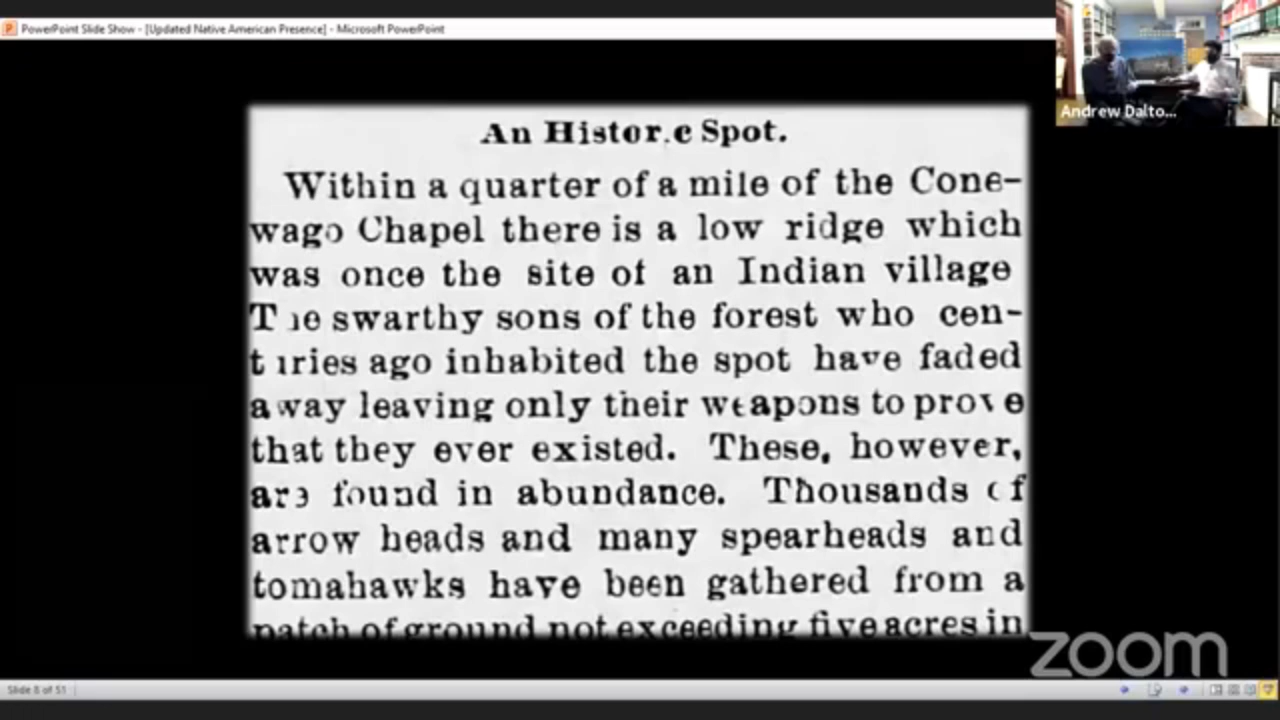 PowerPoint Slide Show - [Updated Native American Presence] - Microsoft PowerPoint
Andrew Dalto...
An Histor.c Spot.
Within a quarter of a mile of the Cone-
wago Chapel there is a low ridge which
was once the site of an Indian village
The swarthy sons of the forest who cen-
turies ago inhabited the spot have faded
away leaving only their weapons to prove
that they ever existed. These, however,
are found in abundance. Thousands of
arrow heads and many spearheads and
tomahawks have been gathered from a
patch of ground not exceeding five acres in
zoom
Slide 8 of 51